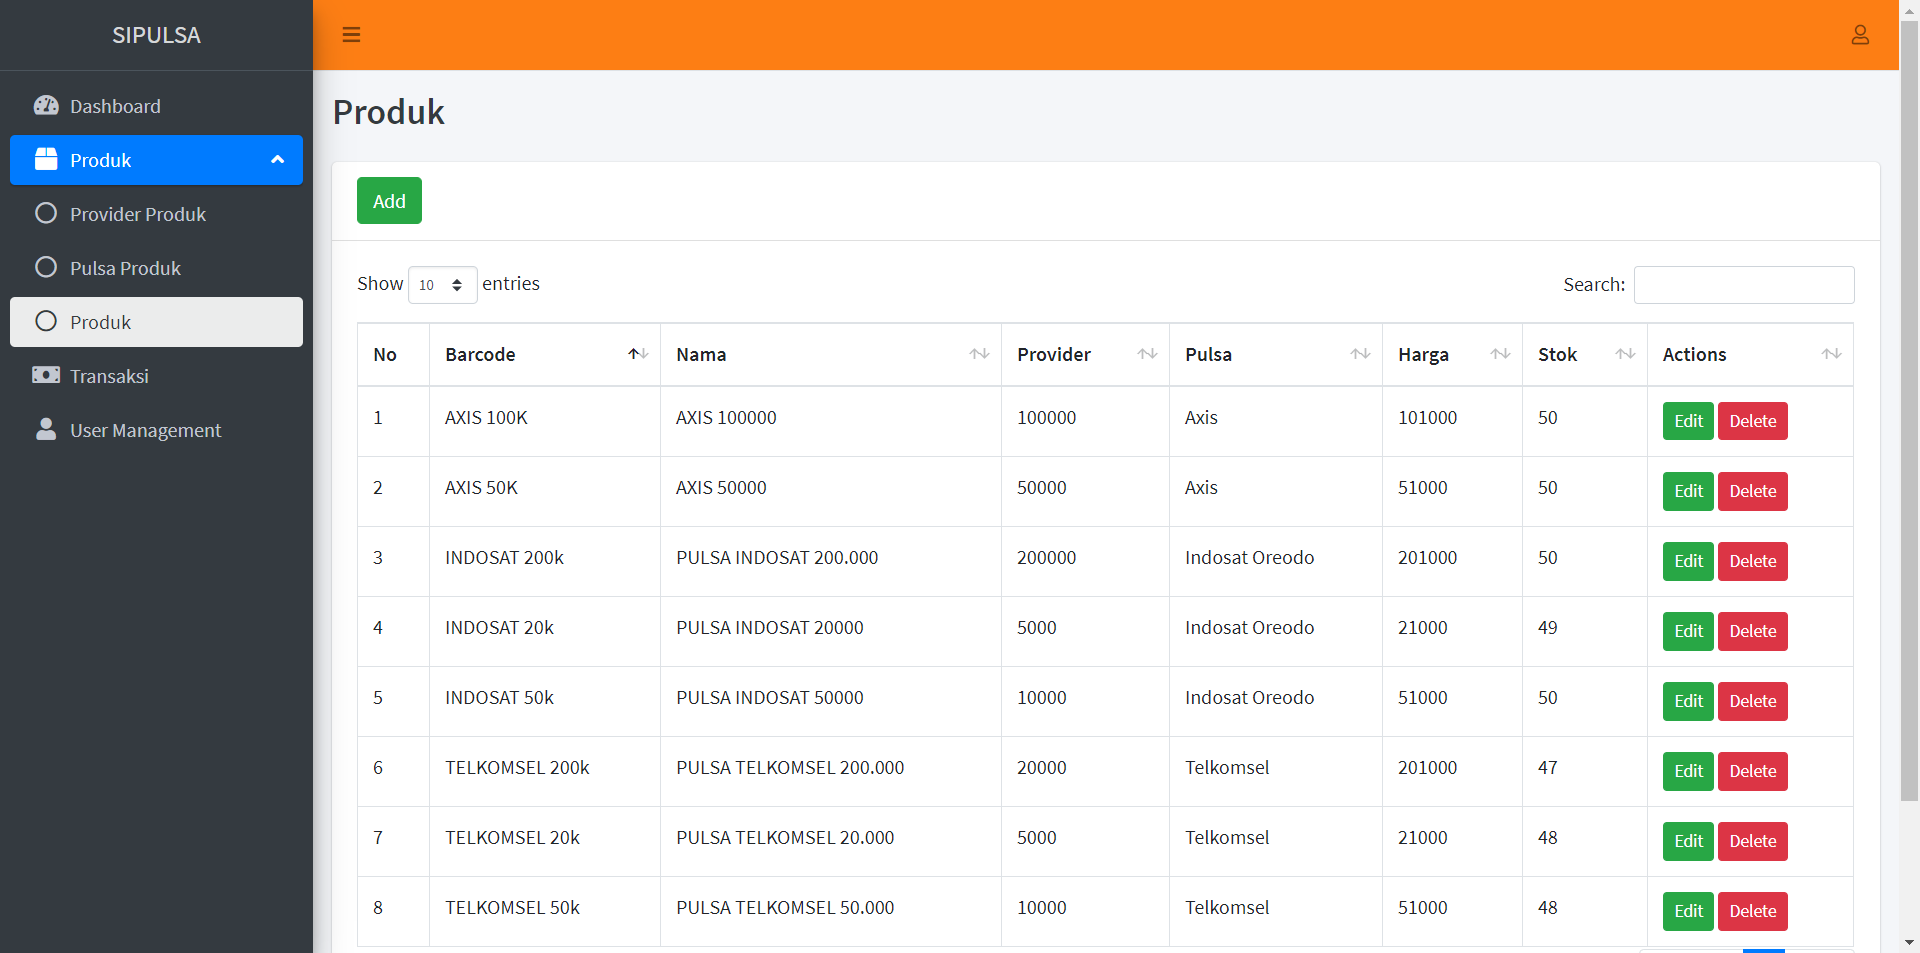 SIPULSA
Dashboard
Produk
Provider Produk
Pulsa Produk
Produk
Transaksi
User Management
Produk
Add
Show 10 entries
Search:
No Barcode Nama Provider Pulsa Harga Stok Actions
1 AXIS 100K AXIS 100000 100000 Axis 101000 50 Edit Delete
2 AXIS 50K AXIS 50000 50000 Axis 51000 50 Edit Delete
3 INDOSAT 200k PULSA INDOSAT 200.000 200000 Indosat Oreodo 201000 50 Edit Delete
4 INDOSAT 20k PULSA INDOSAT 20000 5000 Indosat Oreodo 21000 49 Edit Delete
5 INDOSAT 50k PULSA INDOSAT 50000 10000 Indosat Oreodo 51000 50 Edit Delete
6 TELKOMSEL 200k PULSA TELKOMSEL 200.000 20000 Telkomsel 201000 47 Edit Delete
7 TELKOMSEL 20k PULSA TELKOMSEL 20.000 5000 Telkomsel 21000 48 Edit Delete
8 TELKOMSEL 50k PULSA TELKOMSEL 50.000 10000 Telkomsel 51000 48 Edit Delete